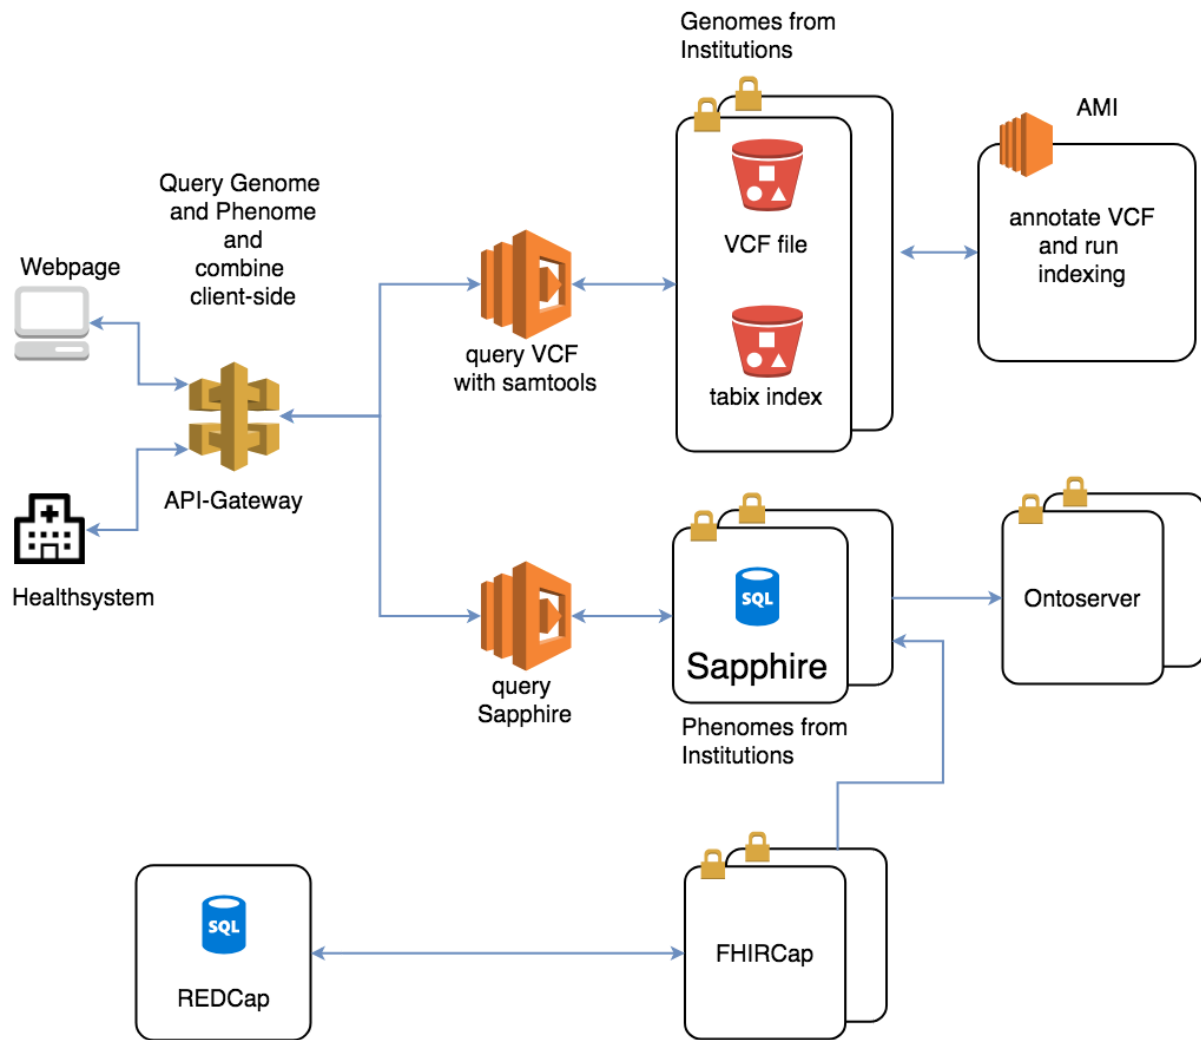 Genomes from
Institutions
AMI
Query Genome
and Phenome
and
combine
client-side
Webpage
VCF file
annotate VCF
and run
indexing
query VCF
with samtools
tabix index
API-Gateway
Healthsystem
SQL
Sapphire
Ontoserver
query
Sapphire
Phenomes from
Institutions
SQL
REDCap
FHIRCap